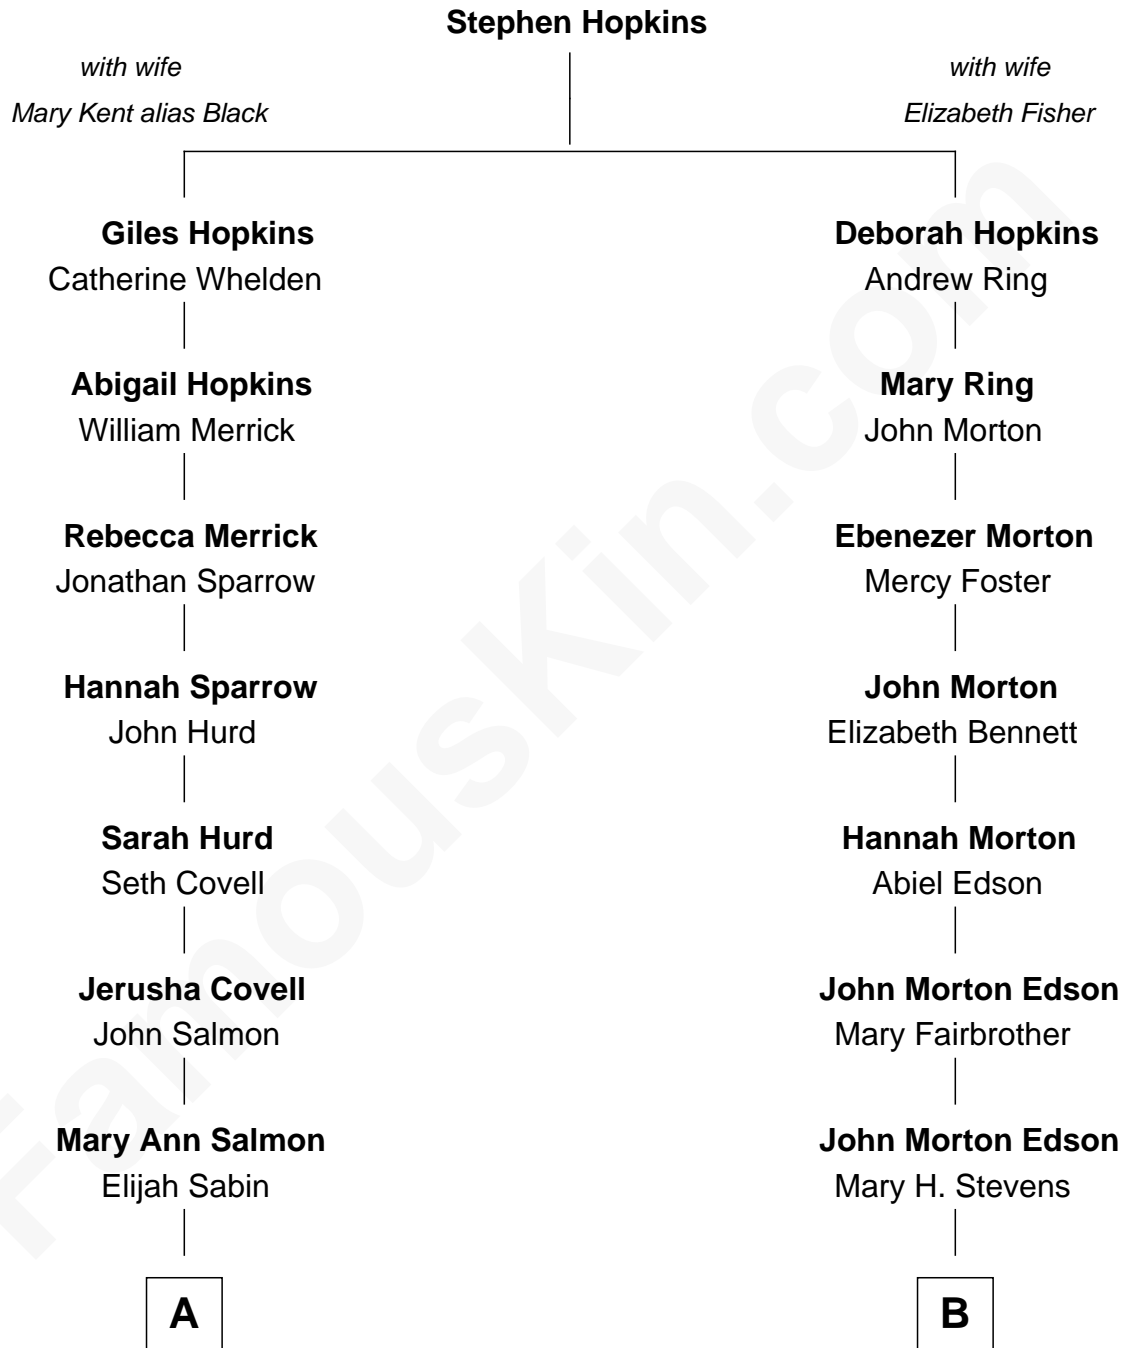 Stephen Hopkins
with wife
Mary Kent alias Black
with wife
Elizabeth Fisher
Giles Hopkins
Catherine Whelden
Deborah Hopkins
Andrew Ring
Abigail Hopkins
William Merrick
Mary Ring
John Morton
Rebecca Merrick
Jonathan Sparrow
Ebenezer Morton
Mercy Foster
Hannah Sparrow
John Hurd
John Morton
Elizabeth Bennett
Sarah Hurd
Seth Covell
Hannah Morton
Abiel Edson
Jerusha Covell
John Salmon
John Morton Edson
Mary Fairbrother
Mary Ann Salmon
Elijah Sabin
John Morton Edson
Mary H. Stevens
A
B
FamousKin.com